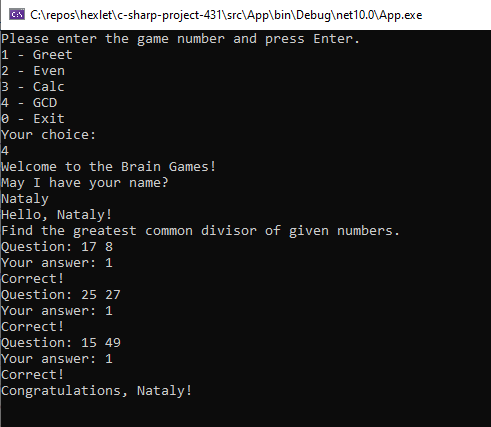 C:\repos\hexlet\c-sharp-project-431\src\App\bin\Debug\net10.0\App.exe
Please enter the game number and press Enter.
1 - Greet
2 - Even
3 - Calc
4 - GCD
0 - Exit
Your choice:
4
Welcome to the Brain Games!
May I have your name?
Nataly
Hello, Nataly!
Find the greatest common divisor of given numbers.
Question: 17 8
Your answer: 1
Correct!
Question: 25 27
Your answer: 1
Correct!
Question: 15 49
Your answer: 1
Correct!
Congratulations, Nataly!